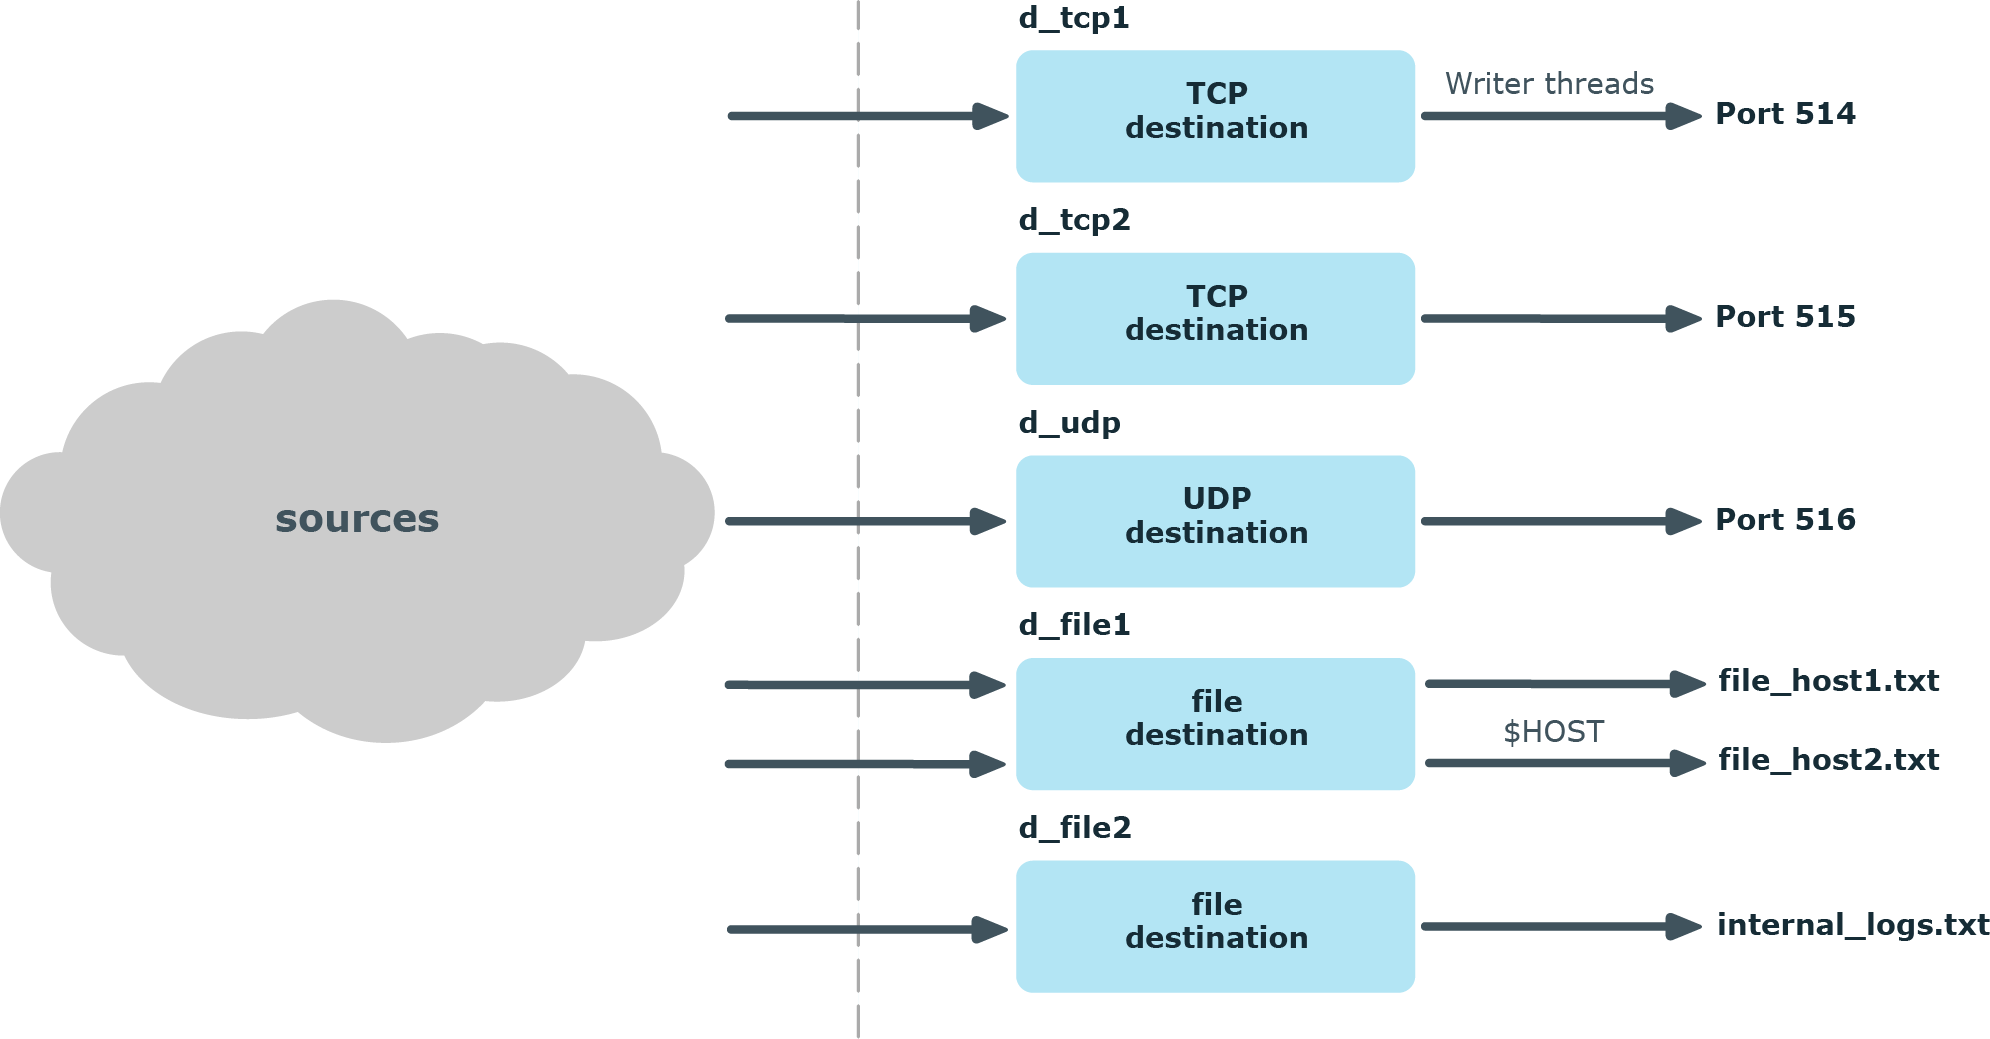 d_tcp1
TCP
destination
Writer threads
Port 514
d_tcp2
TCP
destination
Port 515
d_udp
UDP
destination
Port 516
sources
d_file1
file
destination
file_host1.txt
$HOST
file_host2.txt
d_file2
file
destination
internal_logs.txt